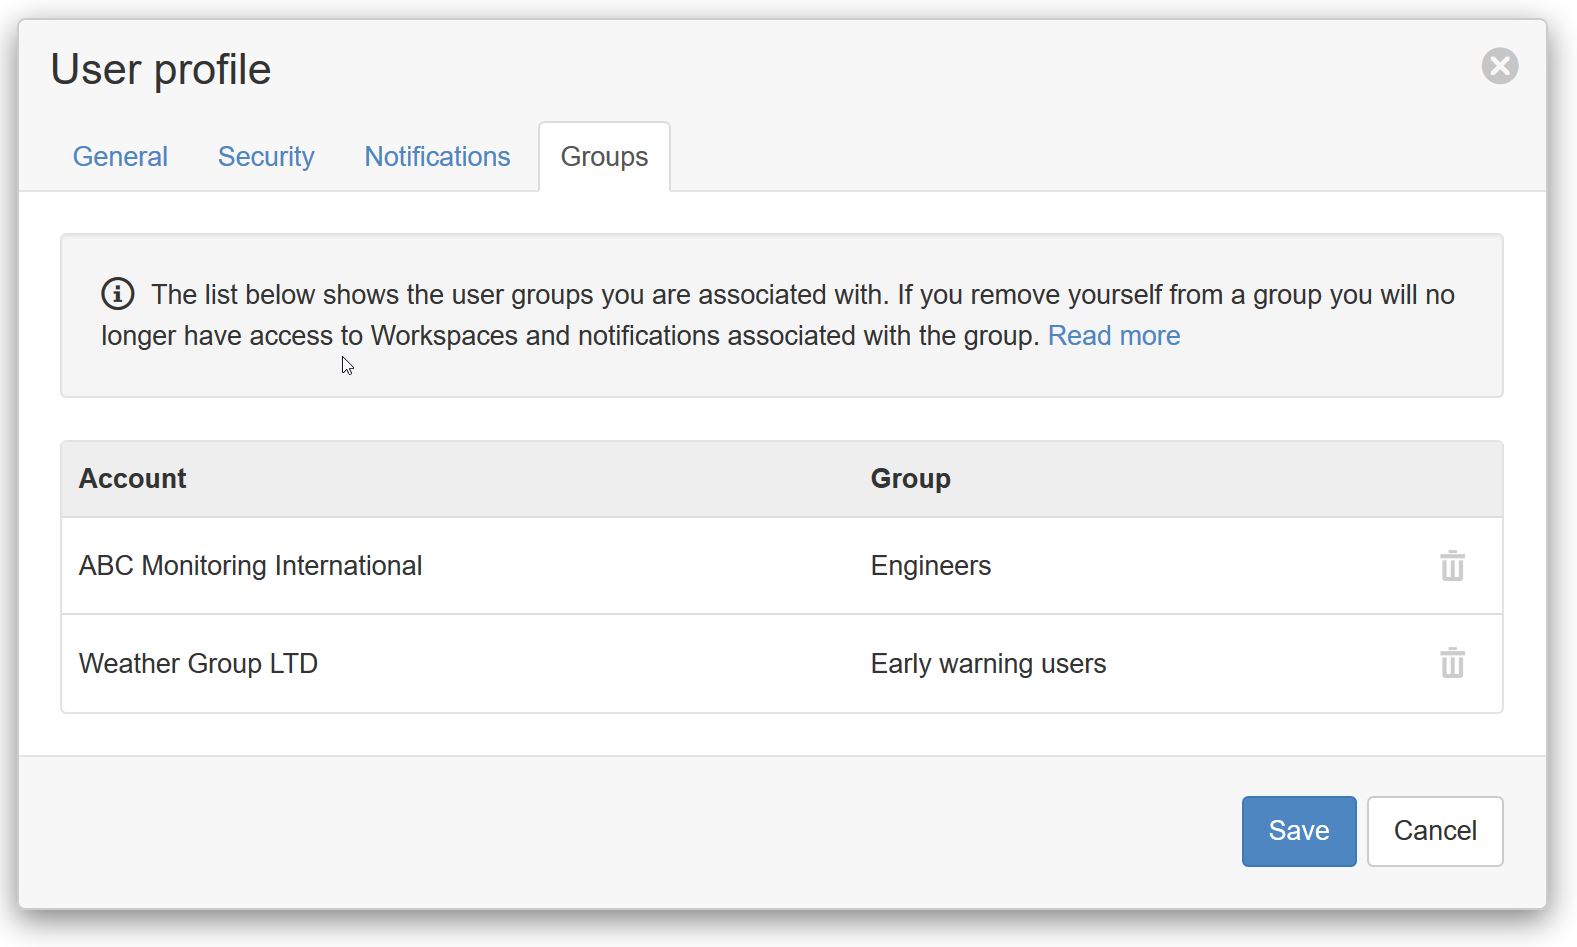 User profile
General Security Notifications Groups
The list below shows the user groups you are associated with. If you remove yourself from a group you will no
longer have access to Workspaces and notifications associated with the group. Read more
Account Group
ABC Monitoring International Engineers
Weather Group LTD Early warning users
Save Cancel